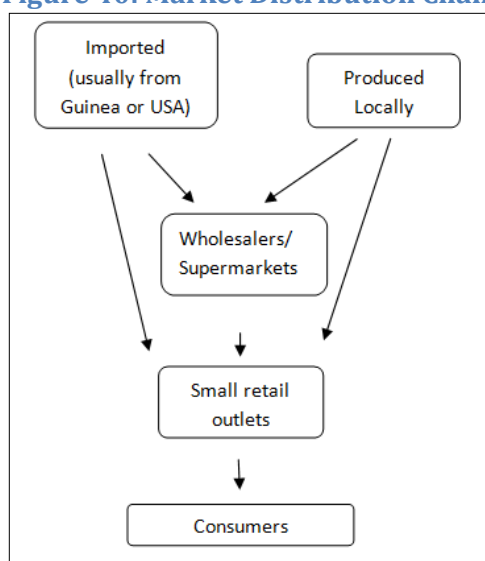 Imported
(usually from
Guinea or USA)
Produced
Locally
Wholesalers/
Supermarkets
Small retail
outlets
Consumers